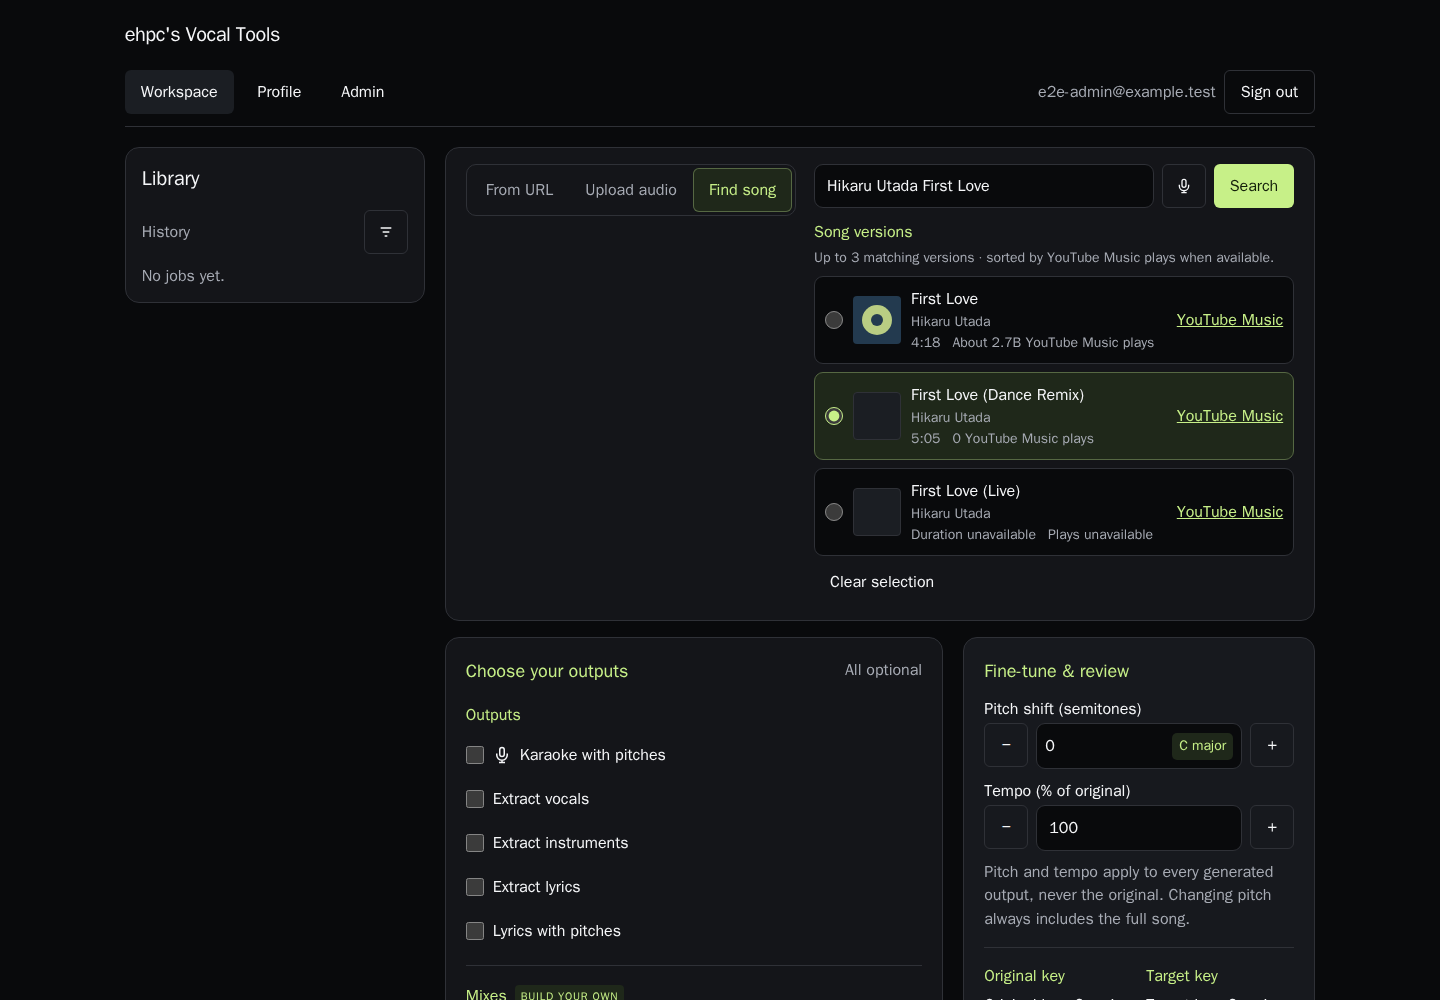 ehpc's Vocal Tools
Workspace
Profile
Admin
e2e-admin@example.test
Sign out
Library
History
No jobs yet.
From URL
Upload audio
Find song
Hikaru Utada First Love
Search
Song versions
Up to 3 matching versions · sorted by YouTube Music plays when available.
First Love
Hikaru Utada
4:18 About 2.7B YouTube Music plays
YouTube Music
First Love (Dance Remix)
Hikaru Utada
5:05 0 YouTube Music plays
YouTube Music
First Love (Live)
Hikaru Utada
Duration unavailable Plays unavailable
YouTube Music
Clear selection
Choose your outputs
All optional
Outputs
Karaoke with pitches
Extract vocals
Extract instruments
Extract lyrics
Lyrics with pitches
Mixes
BUILD YOUR OWN
Fine-tune & review
Pitch shift (semitones)
−
0
C major
+
Tempo (% of original)
−
100
+
Pitch and tempo apply to every generated
output, never the original. Changing pitch
always includes the full song.
Original key
Target key